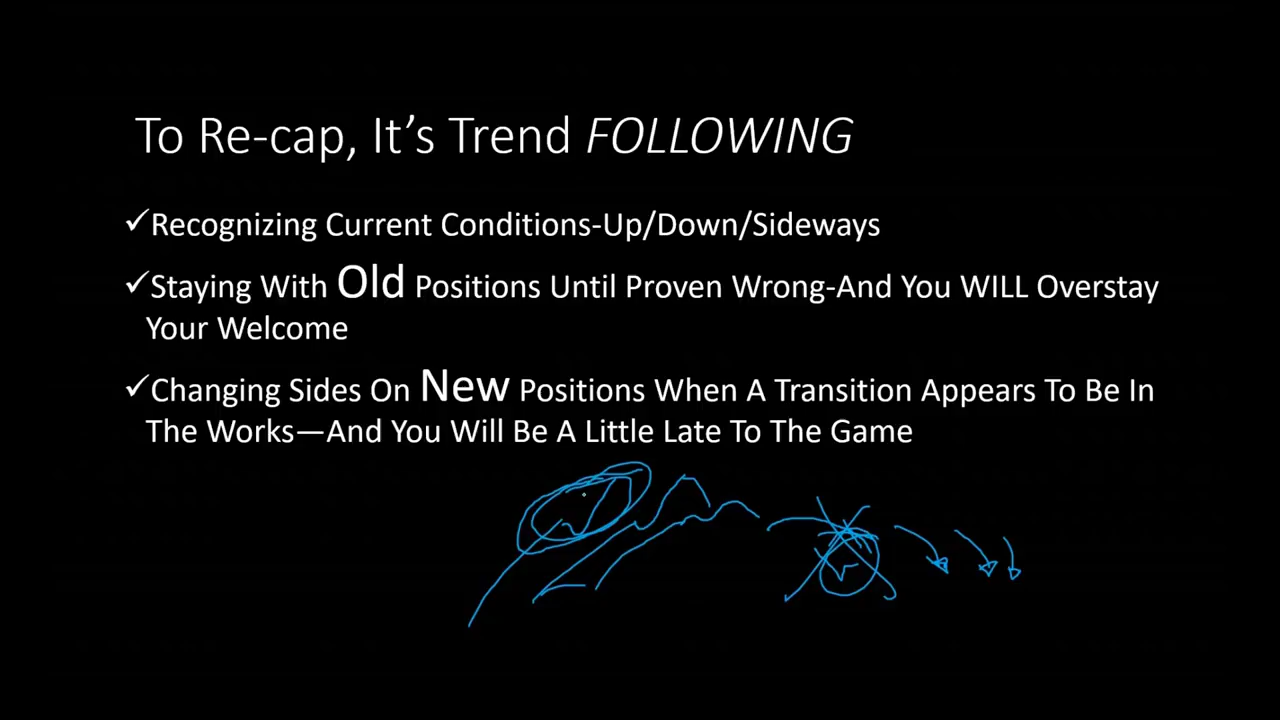 To Re-cap, It's Trend FOLLOWING
✓Recognizing Current Conditions-Up/Down/Sideways
✓Staying With Old Positions Until Proven Wrong-And You WILL Overstay
Your Welcome
✓Changing Sides On New Positions When A Transition Appears To Be In
The Works—And You Will Be A Little Late To The Game